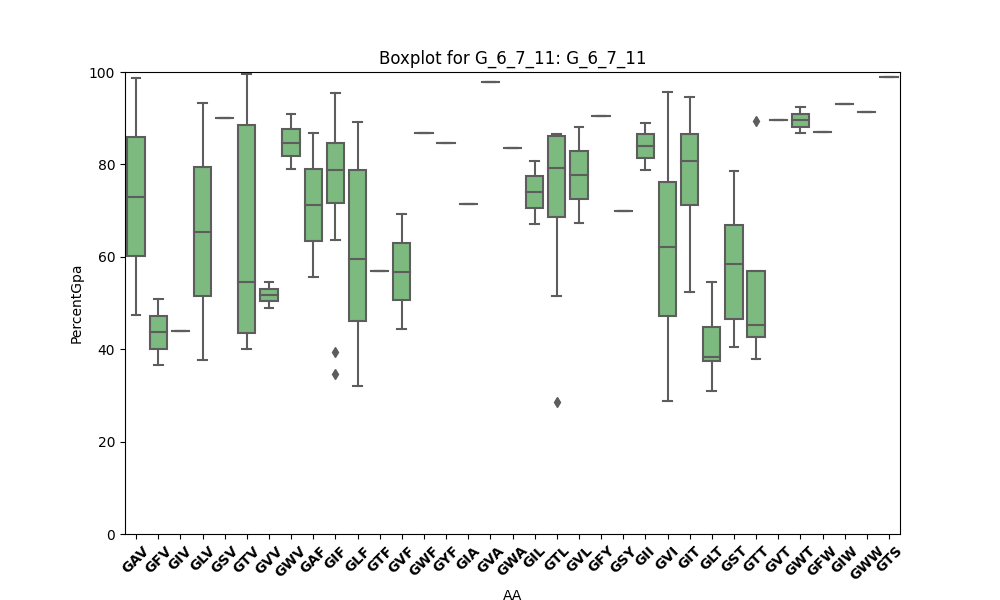 Boxplot for G_6_7_11: G_6_7_11
100
80
60
40
20
0
PercentGpa
GAV GFV GIV GLV GSV GTV GVV GWV GAF GIF GLF GTF GVF GWF GYF GIA GVA GWA GIL GTL GVL GFY GSY GII GVI GIT GLT GST GTT GVT GWT GFW GIW GWW GTS
AA